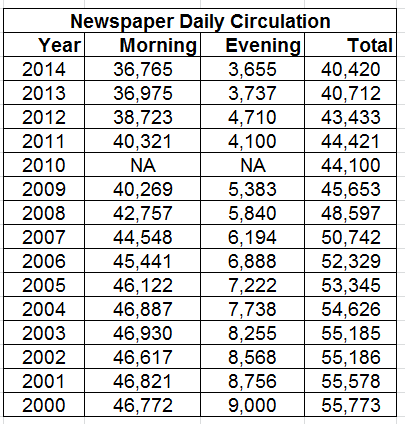 Newspaper Daily Circulation
Year Morning Evening Total
2014 36,765 3,655 40,420
2013 36,975 3,737 40,712
2012 38,723 4,710 43,433
2011 40,321 4,100 44,421
2010 NA NA 44,100
2009 40,269 5,383 45,653
2008 42,757 5,840 48,597
2007 44,548 6,194 50,742
2006 45,441 6,888 52,329
2005 46,122 7,222 53,345
2004 46,887 7,738 54,626
2003 46,930 8,255 55,185
2002 46,617 8,568 55,186
2001 46,821 8,756 55,578
2000 46,772 9,000 55,773